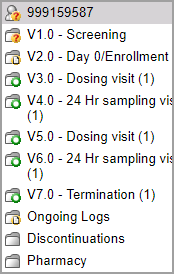 999159587
V1.0 - Screening
V2.0 - Day 0/Enrollment
V3.0 - Dosing visit (1)
V4.0 - 24 Hr sampling vis
(1)
V5.0 - Dosing visit (1)
V6.0 - 24 Hr sampling vis
(1)
V7.0 - Termination (1)
Ongoing Logs
Discontinuations
Pharmacy